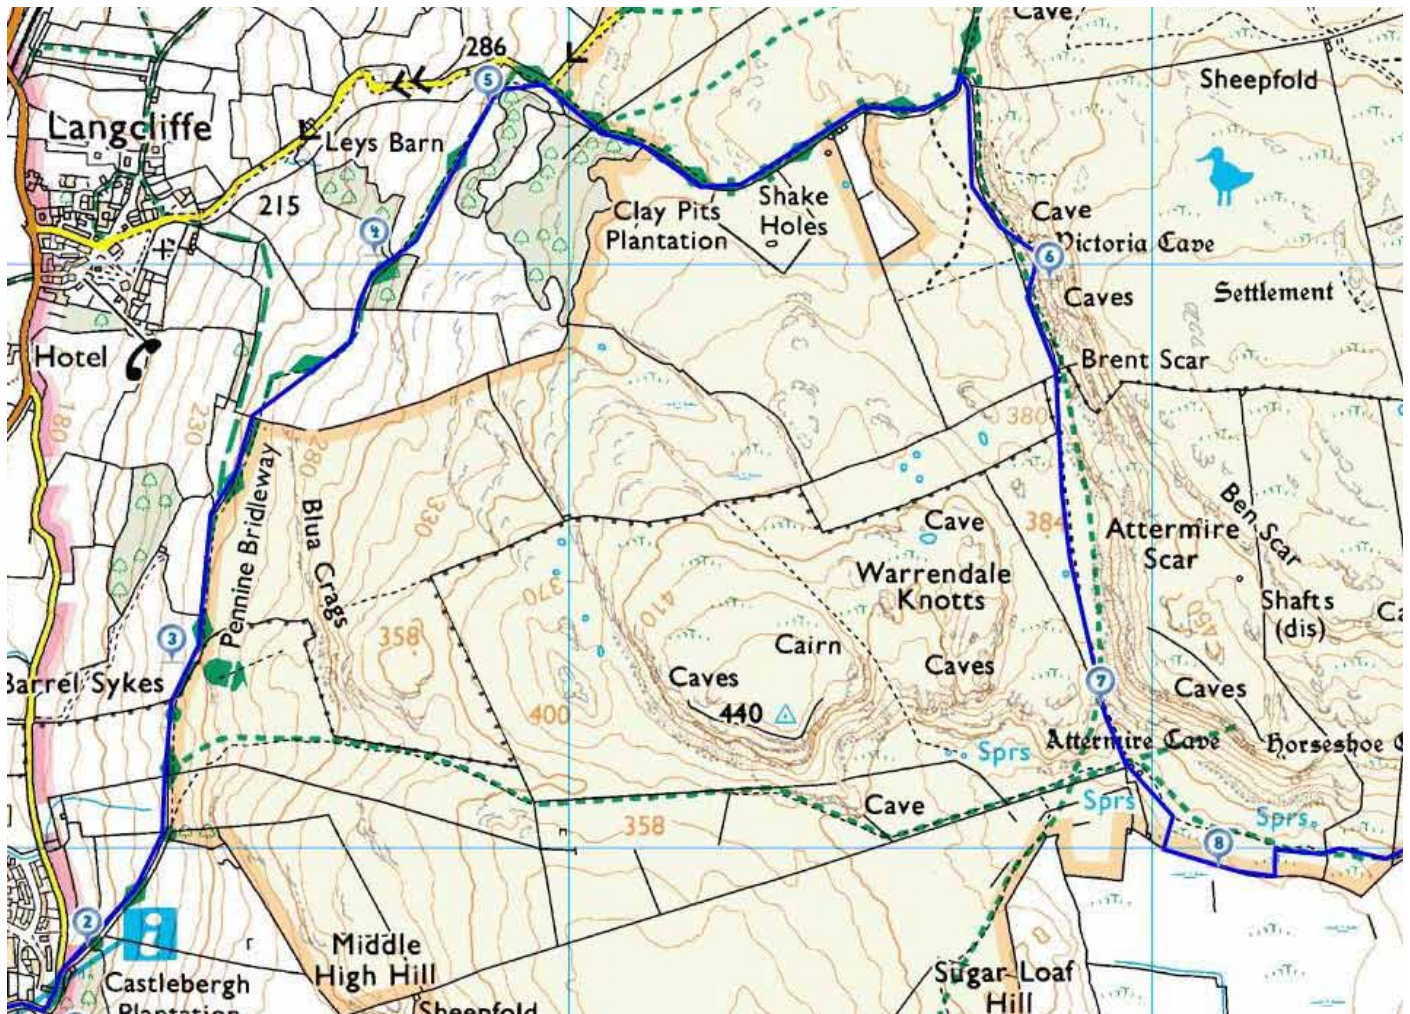 Cave
286
5
Sheepfold
Langcliffe
Leys Barn
215
4
Clay Pits
Plantation
Shake
Holes
Cave
Victoria Cave
6
Caves
Settlement
Hotel
Brent Scar
180
230
280
380
Pennine Bridleway
Blua Crags
330
370
410
Cave
384
Attermire
Scar
Ben Scar
Warrendale
Knotts
358
Shafts
(dis)
450
Ca
3
Cairn
Barrel Sykes
Caves
Caves
7
Caves
400
440
Attermire Cave
Horseshoe C
Sprs
Cave
Sprs
Sprs
358
8
2
i
r
Middle
High Hill
Castlebergh
Plantation
Sheepfold
Sugar Loaf
Hill